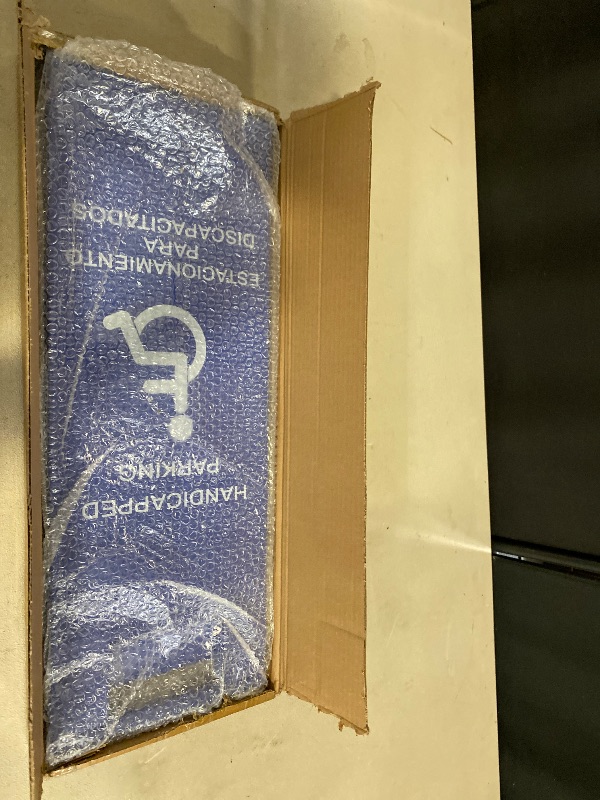 HANDICAPPED
PARKING
ESTACIONAMIENTO
PARA
DISCAPACITADOS